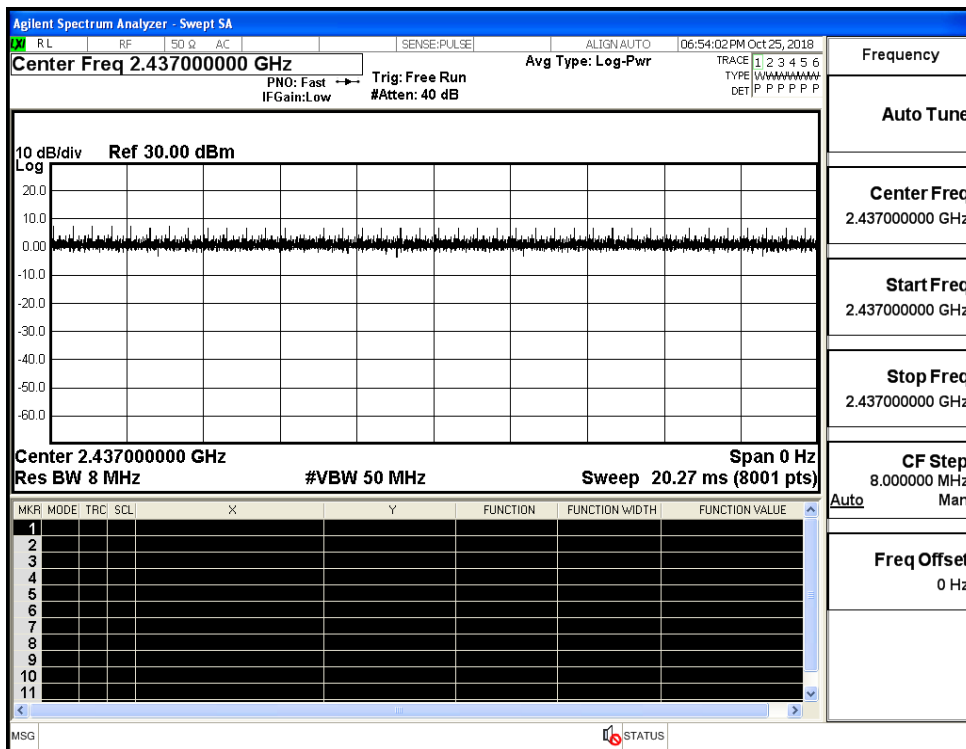 Agilent Spectrum Analyzer - Swept SA
LXI RL RF 50 Ω AC SENSE:PULSE ALIGN AUTO 06:54:02 PM Oct 25, 2018
Center Freq 2.437000000 GHz
PNO: Fast
IFGain:Low
Trig: Free Run
#Atten: 40 dB
Avg Type: Log-Pwr
TRACE 1 2 3 4 5 6
TYPE WWWWWW
DET P P P P P P
10 dB/div Ref 30.00 dBm
Log
20.0
10.0
0.00
-10.0
-20.0
-30.0
-40.0
-50.0
-60.0
Center 2.437000000 GHz Span 0 Hz
Res BW 8 MHz #VBW 50 MHz Sweep 20.27 ms (8001 pts)
MKR MODE TRC SCL X Y FUNCTION FUNCTION WIDTH FUNCTION VALUE
1
2
3
4
5
6
7
8
9
10
11
MSG STATUS
Frequency
Auto Tune
Center Freq
2.437000000 GHz
Start Freq
2.437000000 GHz
Stop Freq
2.437000000 GHz
CF Step
8.000000 MHz
Auto Man
Freq Offset
0 Hz